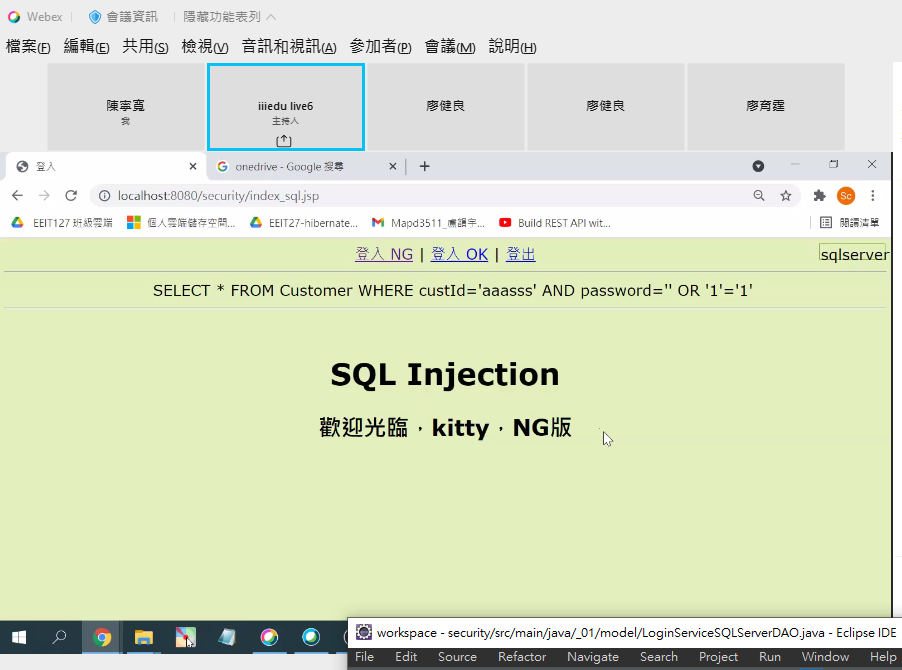 Webex 會議資訊 隱藏功能表列
檔案(F) 編輯(E) 共用(S) 檢視(V) 音訊和視訊(A) 參加者(P) 會議(M) 說明(H)
陳寧寬 iiiedu live6 廖健良 廖健良 廖育霆
我 主持人
登入 onedrive - Google 搜尋
localhost:8080/security/index_sql.jsp Sc
EEIT127 班級雲端 個人雲端儲存空間... EEIT27-hibernate... Mapd3511_盧韻宇... Build REST API wit... 閱讀清單
登入 NG | 登入 OK | 登出 sqlserver
SELECT * FROM Customer WHERE custId='aaasss' AND password='' OR '1'='1'
SQL Injection
歡迎光臨，kitty，NG版
workspace - security/src/main/java/_01/model/LoginServiceSQLServerDAO.java - Eclipse IDE
File Edit Source Refactor Navigate Search Project Run Window Help